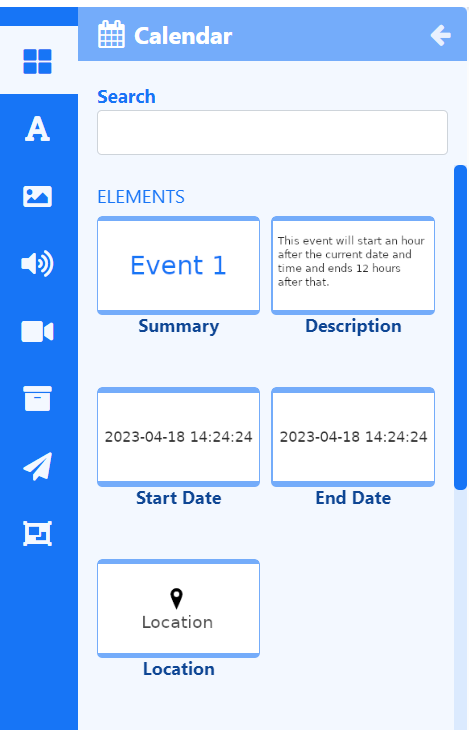 Calendar
Search
ELEMENTS
Event 1
This event will start an hour
after the current date and
time and ends 12 hours
after that.
Summary
Description
2023-04-18 14:24:24
2023-04-18 14:24:24
Start Date
End Date
Location
Location